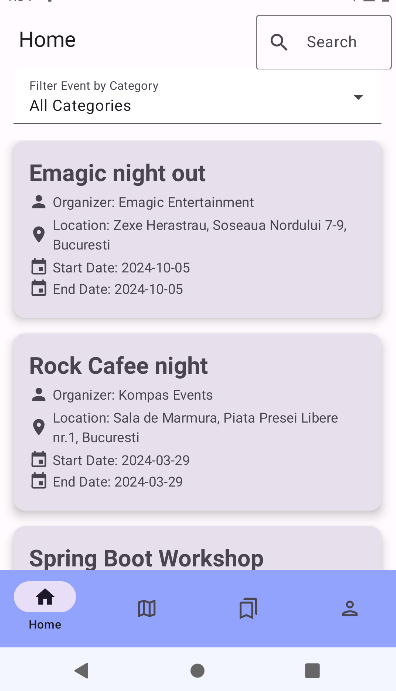 Home
Search
Filter Event by Category
All Categories
Emagic night out
Organizer: Emagic Entertainment
Location: Zexe Herastrau, Soseaua Nordului 7-9,
Bucuresti
Start Date: 2024-10-05
End Date: 2024-10-05
Rock Cafee night
Organizer: Kompas Events
Location: Sala de Marmura, Piata Presei Libere
nr.1, Bucuresti
Start Date: 2024-03-29
End Date: 2024-03-29
Spring Boot Workshop
Home